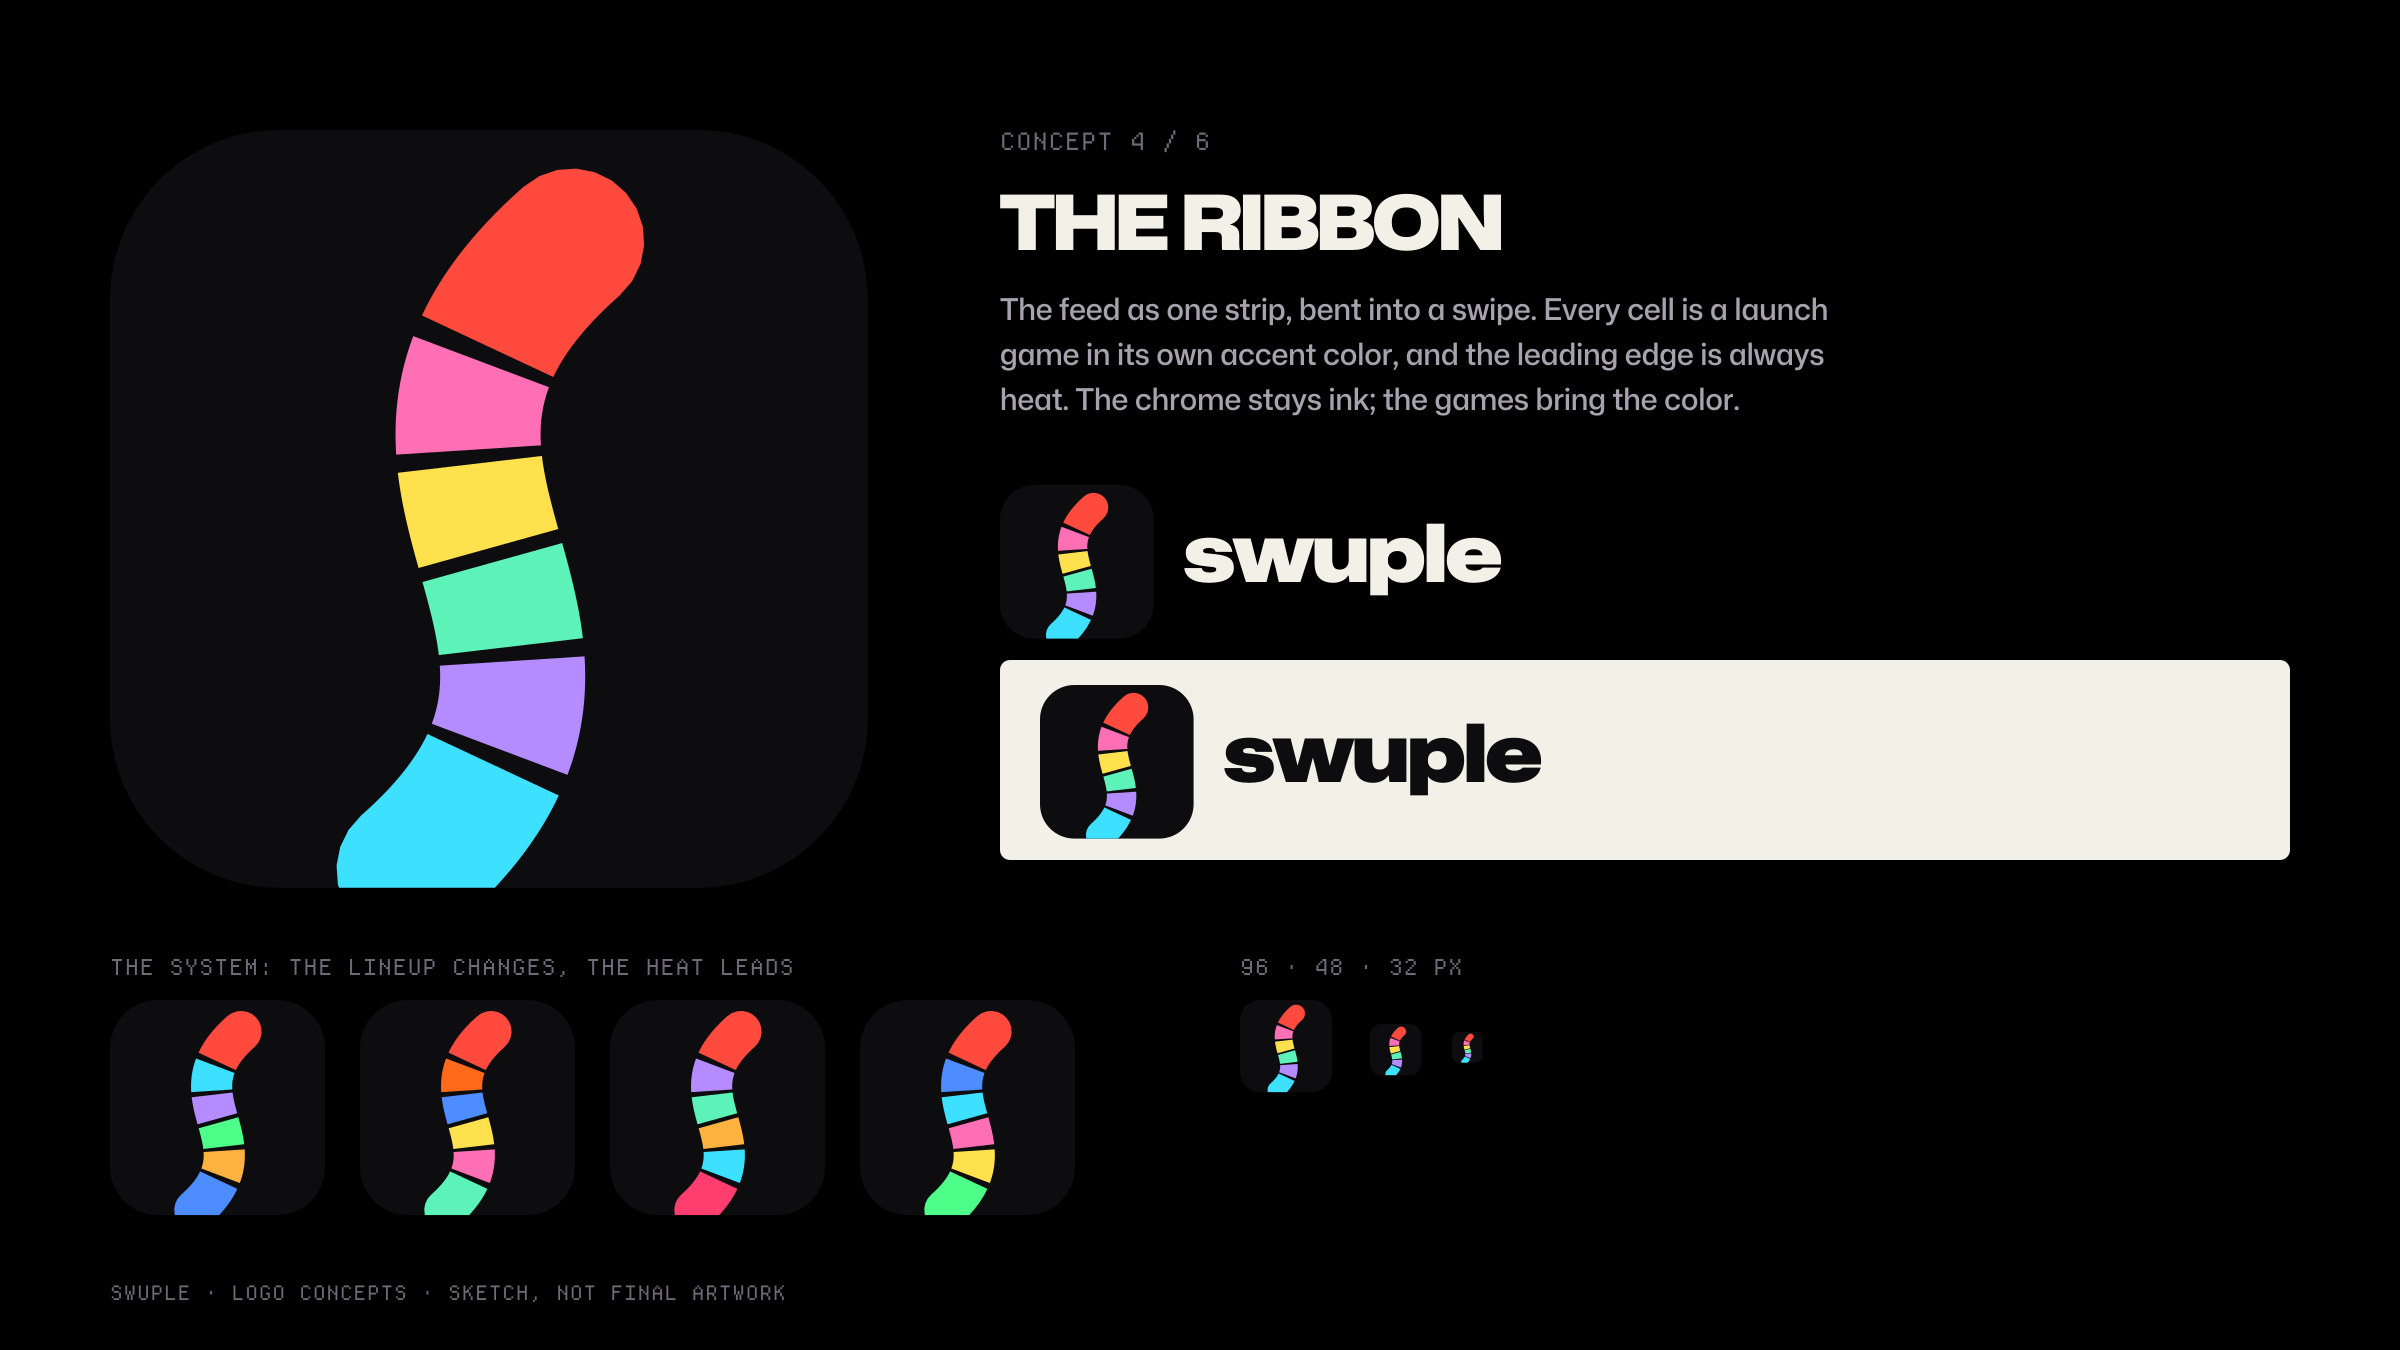 CONCEPT 4 / 6
THE RIBBON
The feed as one strip, bent into a swipe. Every cell is a launch
game in its own accent color, and the leading edge is always
heat. The chrome stays ink; the games bring the color.
swuple
swuple
THE SYSTEM: THE LINEUP CHANGES, THE HEAT LEADS
96 · 48 · 32 PX
SWUPLE · LOGO CONCEPTS · SKETCH, NOT FINAL ARTWORK